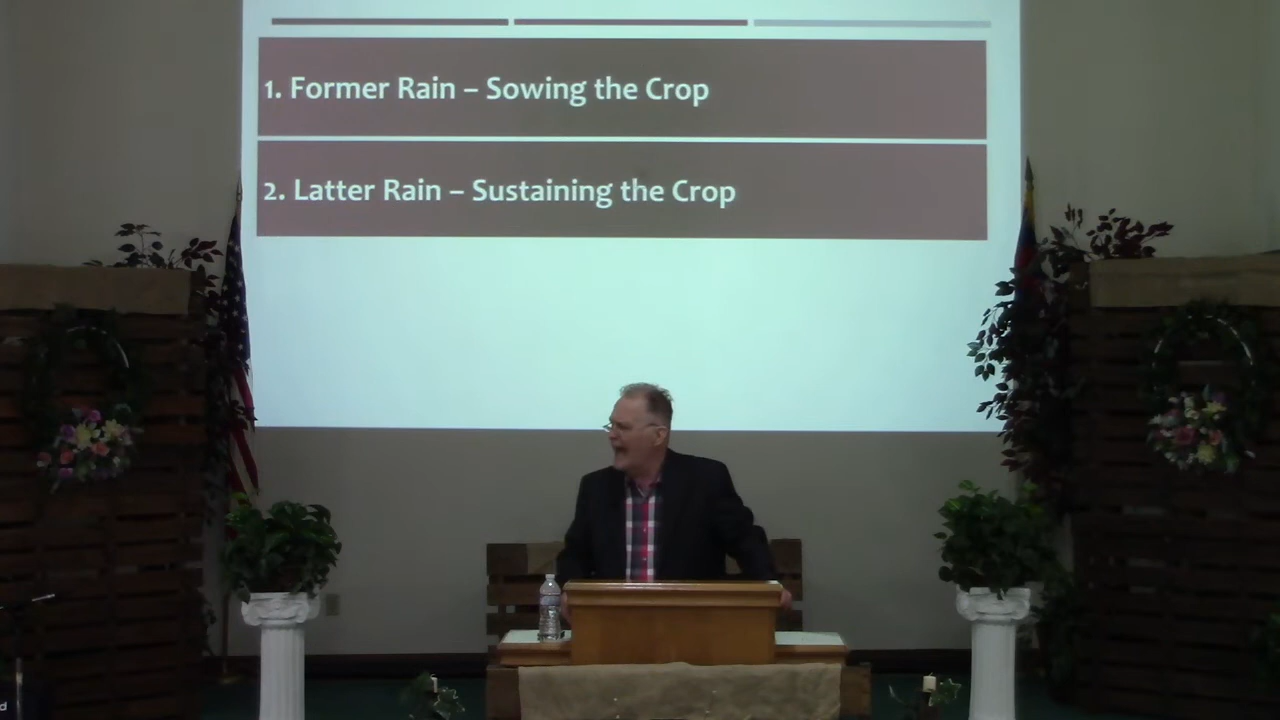 1. Former Rain – Sowing the Crop
2. Latter Rain – Sustaining the Crop